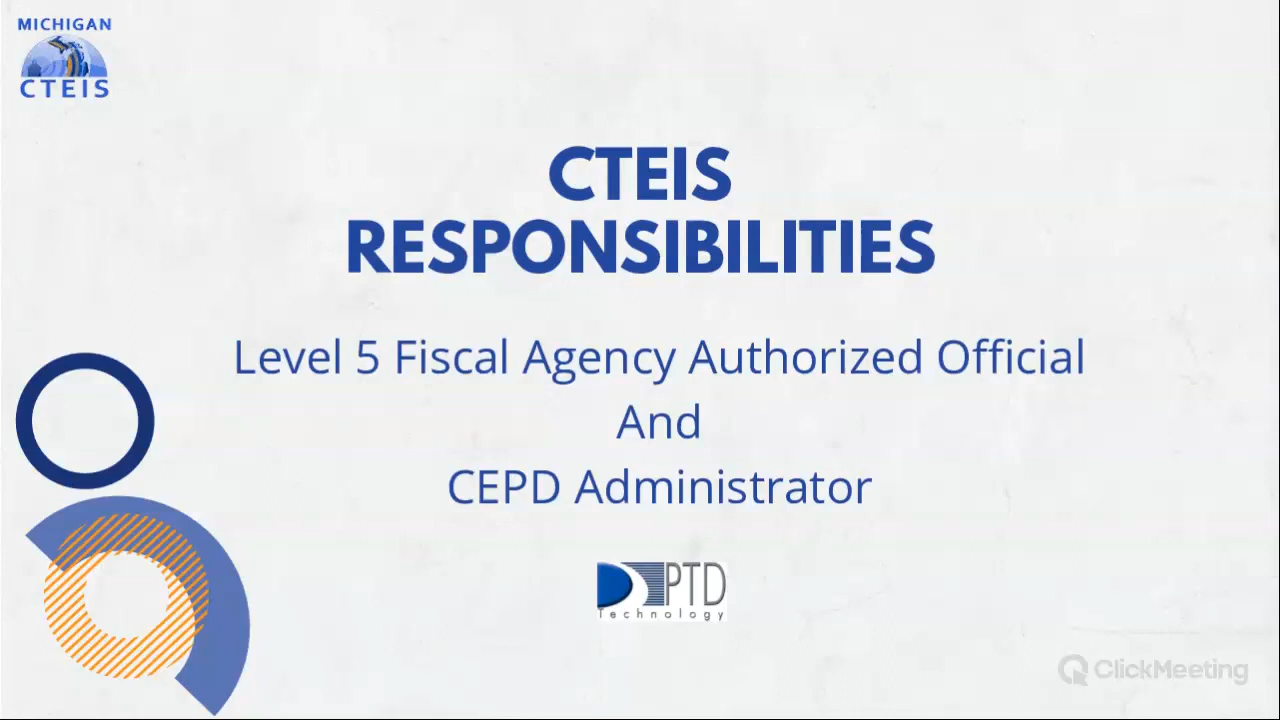 MICHIGAN
CTEIS
CTEIS
RESPONSIBILITIES
Level 5 Fiscal Agency Authorized Official
And
CEPD Administrator
PTD
Technology
ClickMeeting